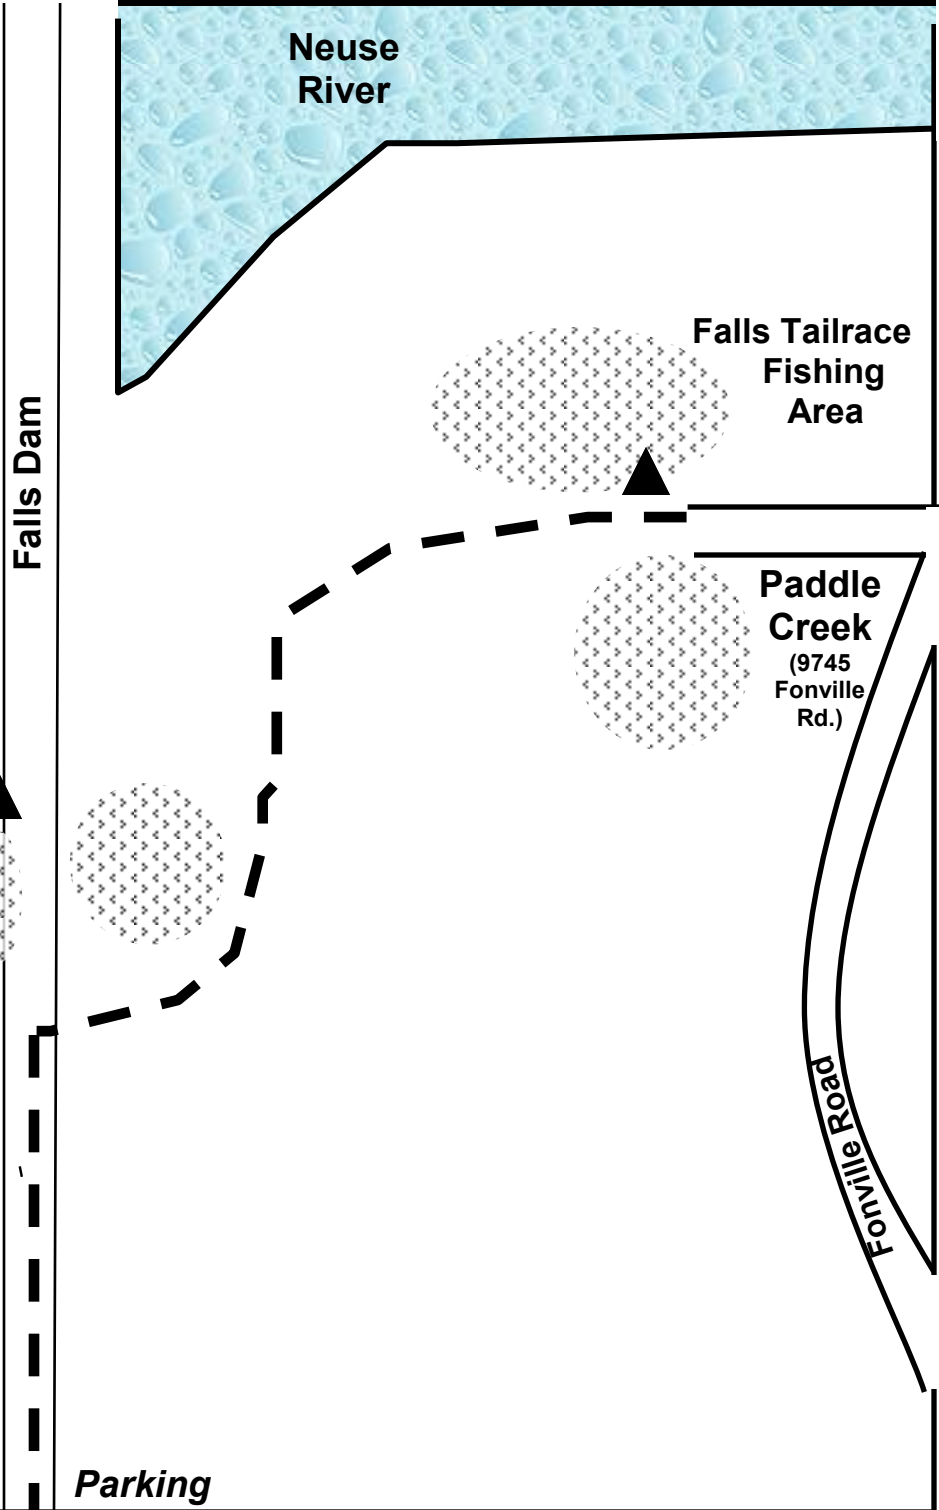 Neuse
River
Falls Tailrace
Fishing
Area
Falls Dam
Paddle
Creek
(9745
Fonville
Rd.)
Fonville Road
Parking